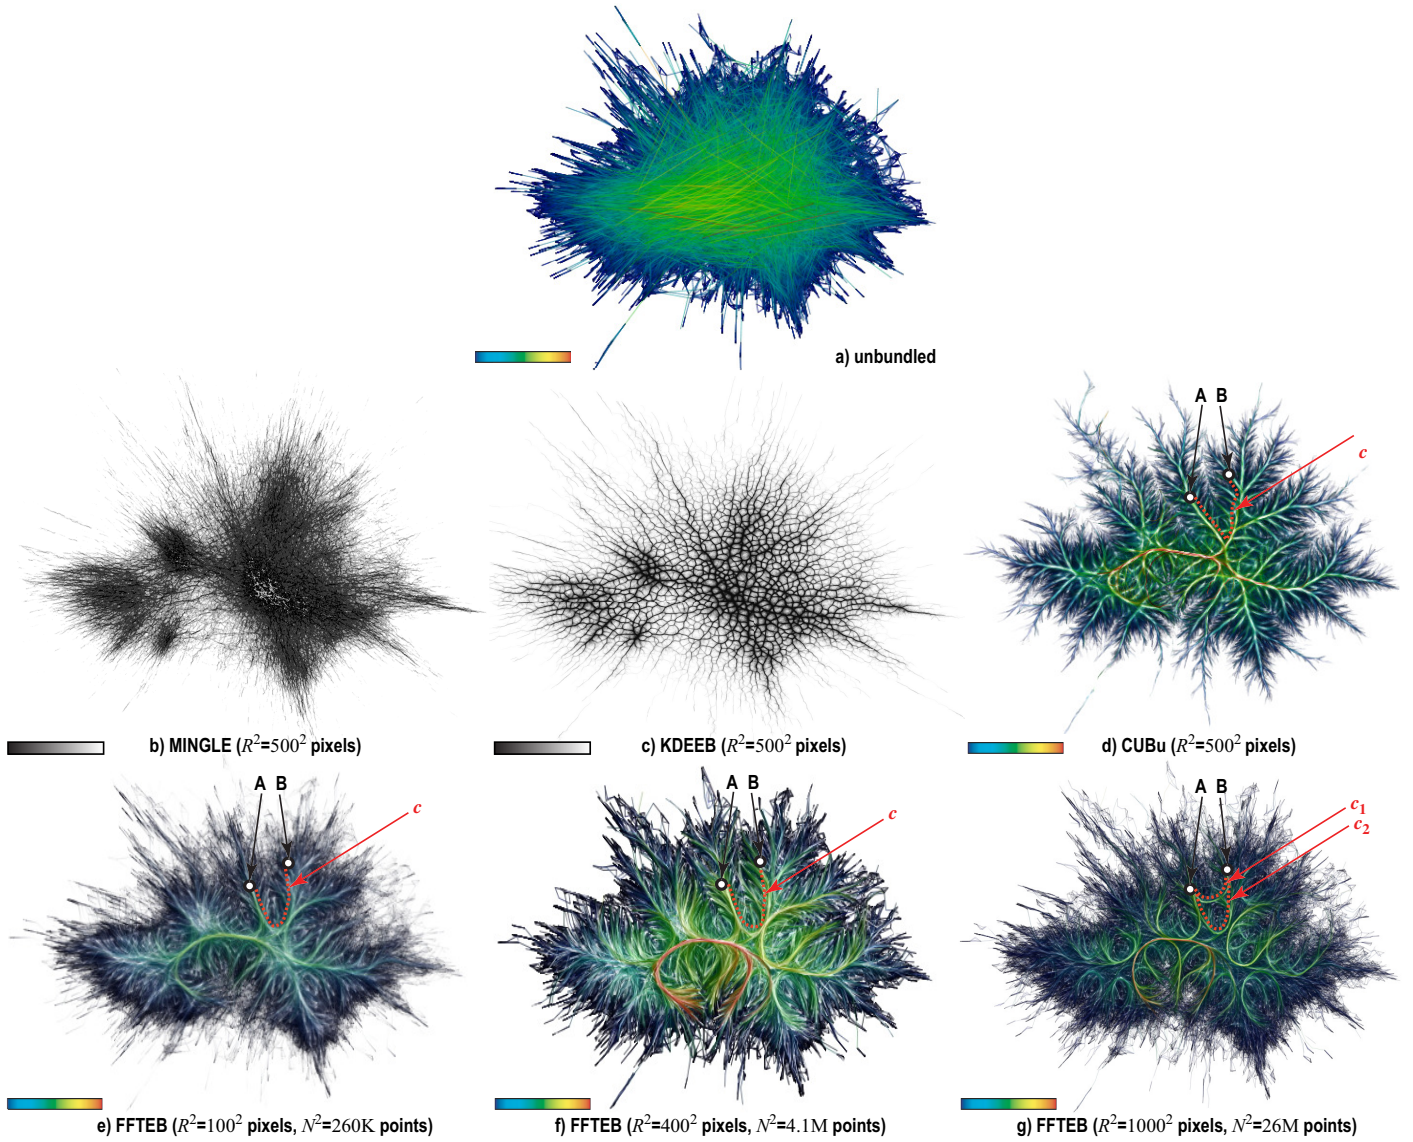 a) unbundled
A B
c
b) MINGLE (R²=500² pixels)
c) KDEEB (R²=500² pixels)
d) CUBu (R²=500² pixels)
A B
c
A B
c
A B
c₁
c₂
e) FFTEB (R²=100² pixels, N²=260K points)
f) FFTEB (R²=400² pixels, N²=4.1M points)
g) FFTEB (R²=1000² pixels, N²=26M points)